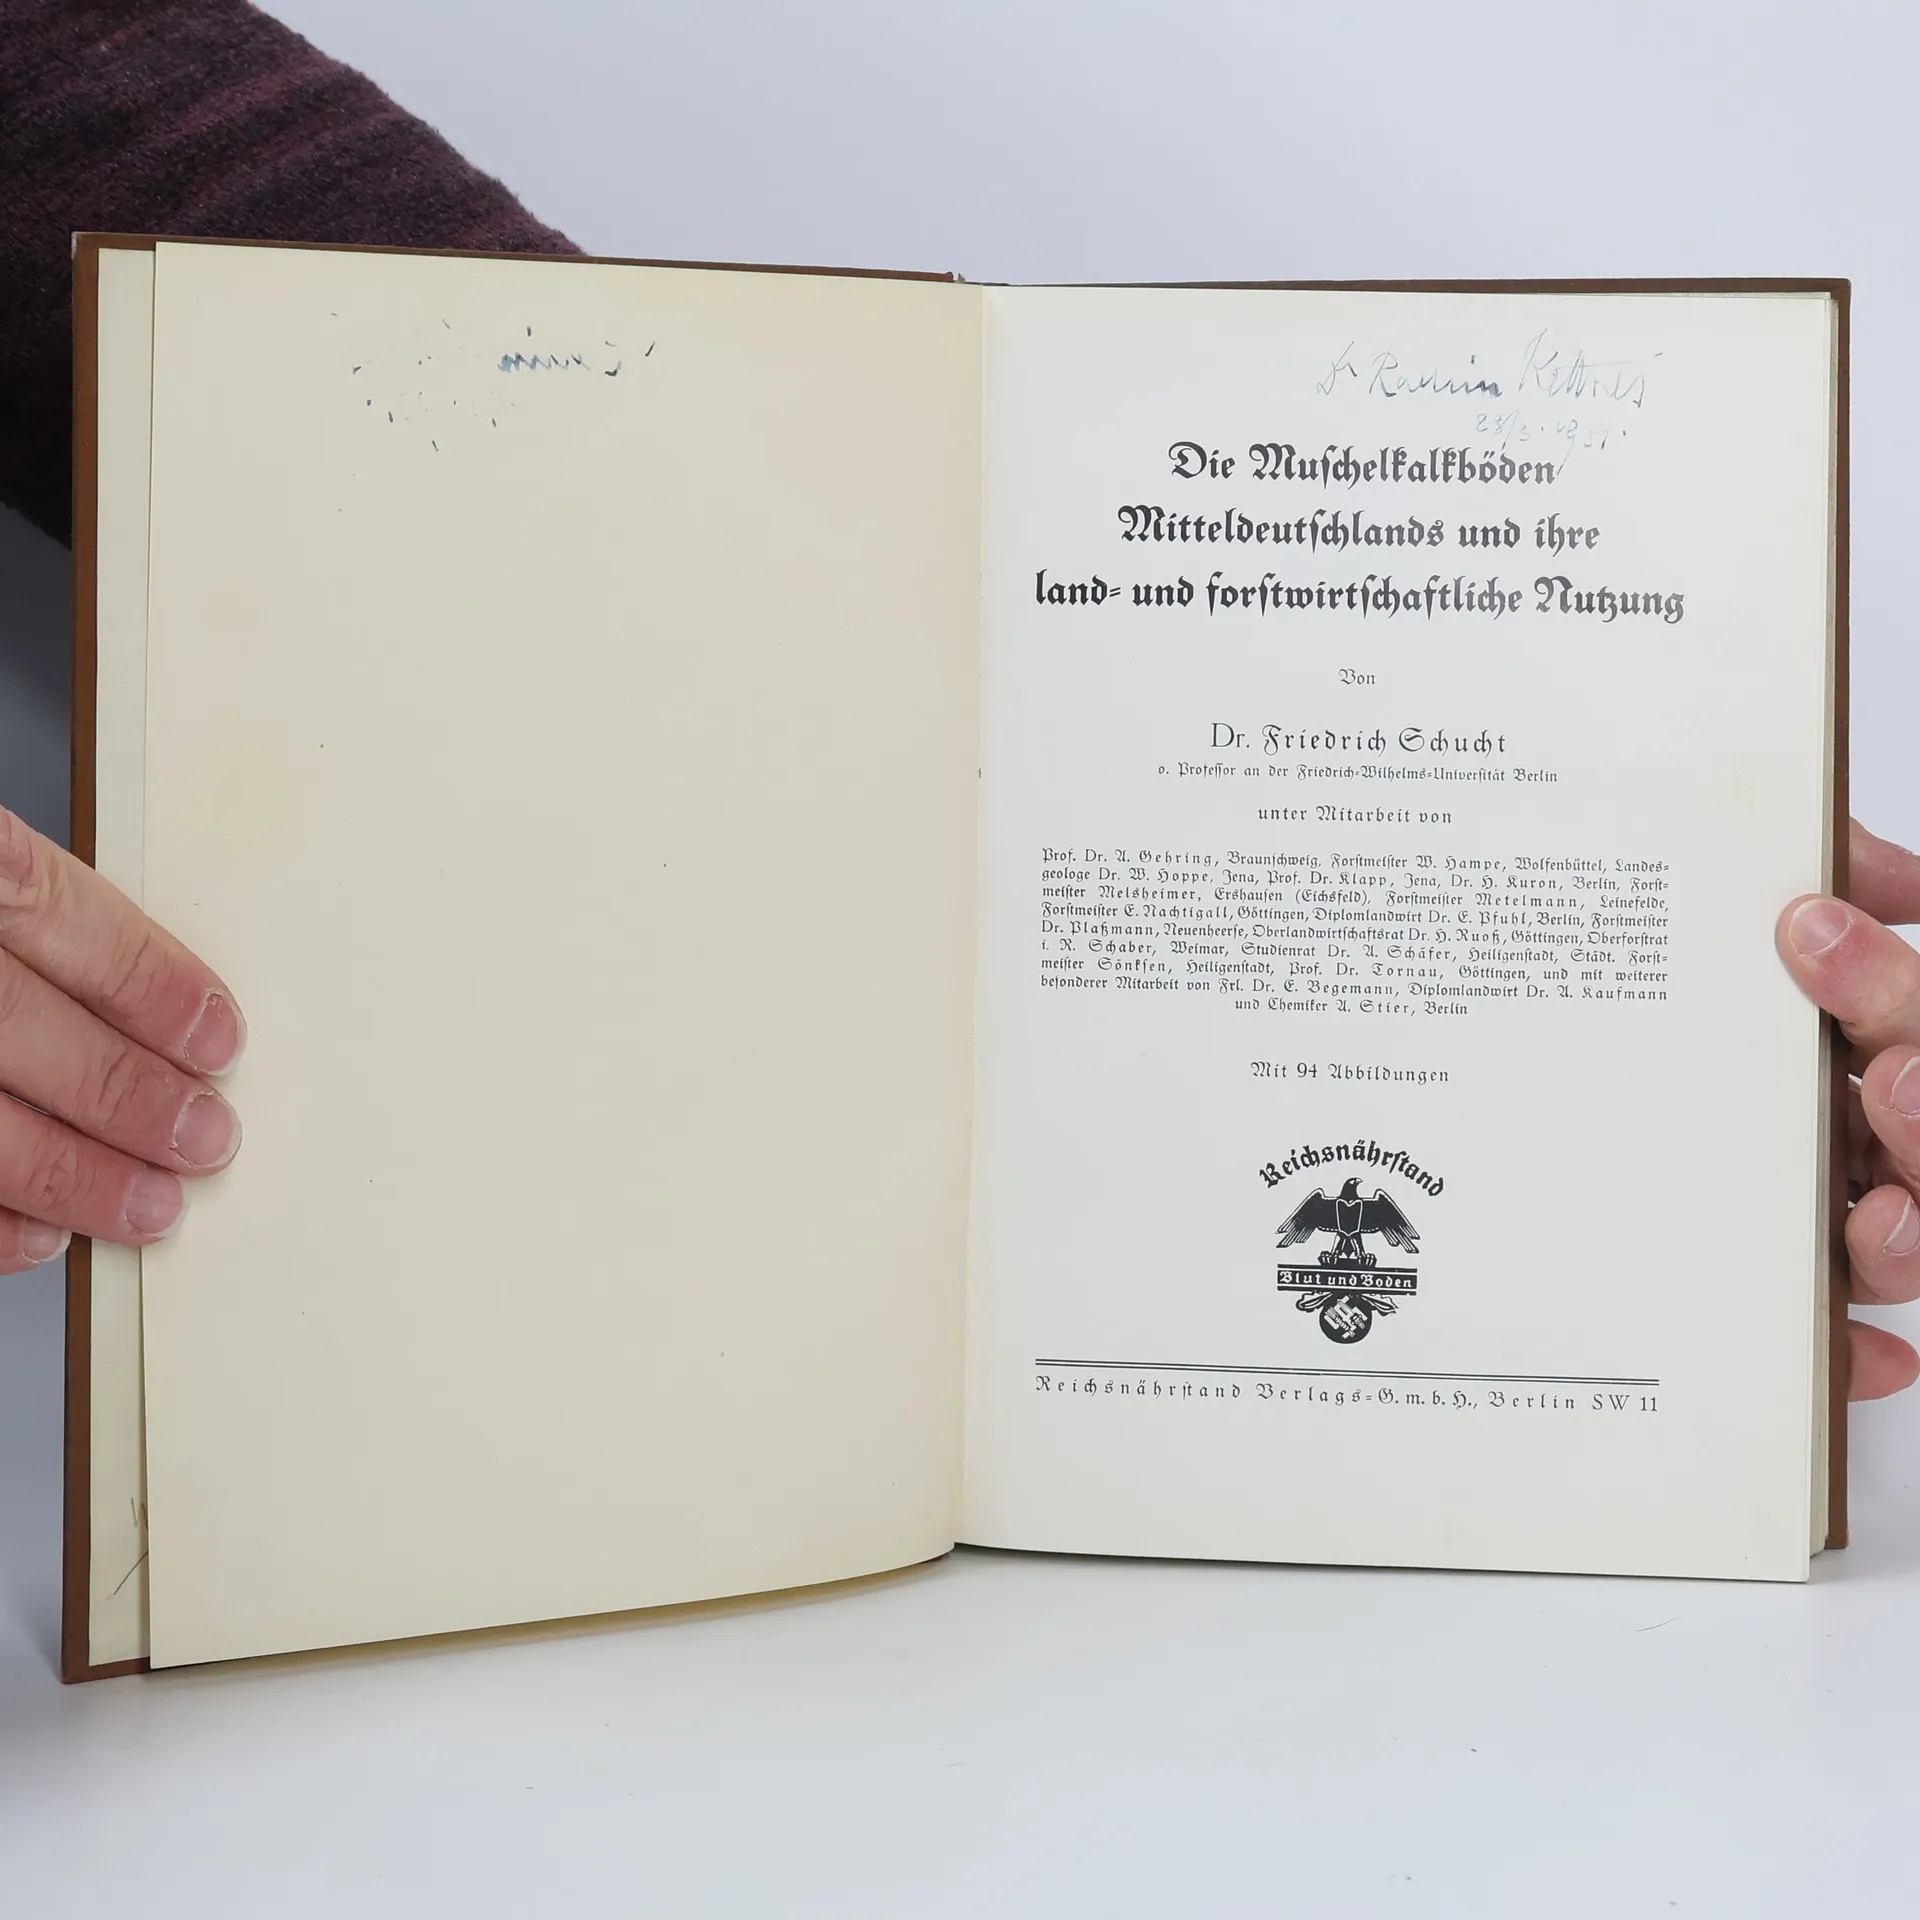 Dr
Die Muſchelkalkböden
Mitteldeutſchlands und ihre
land- und forſtwirtſchaftliche Nutzung
Von
Dr. Friedrich Schucht
o. Profeſſor an der Friedrich-Wilhelms-Univerſität Berlin
unter Mitarbeit von
Prof. Dr. A. Gehring, Braunſchweig, Forſtmeiſter W. Hampe, Wolfenbüttel, Landes-
geologe Dr. W. Hoppe, Jena, Prof. Dr. Klapp, Jena, Dr. H. Kuron, Berlin, Forſt-
meiſter Melsheimer, Ershauſen (Eichsfeld), Forſtmeiſter Metelmann, Leinefelde,
Forſtmeiſter E. Nachtigall, Göttingen, Diplomlandwirt Dr. E. Pfuhl, Berlin, Forſtmeiſter
Dr. Plaßmann, Neuenheerſe, Oberlandwirtſchaftsrat Dr. H. Ruoß, Göttingen, Oberforſtrat
i. R. Schaber, Weimar, Studienrat Dr. A. Schäfer, Heiligenſtadt, Städt. Forſt-
meiſter Sönkſen, Heiligenſtadt, Prof. Dr. Tornau, Göttingen, und mit weiterer
beſonderer Mitarbeit von Frl. Dr. E. Begemann, Diplomlandwirt Dr. A. Kaufmann
und Chemiker A. Stier, Berlin
Mit 94 Abbildungen
Reichsnährſtand
Blut und Boden
Reichsnährſtand Verlags-G.m.b.H., Berlin SW 11